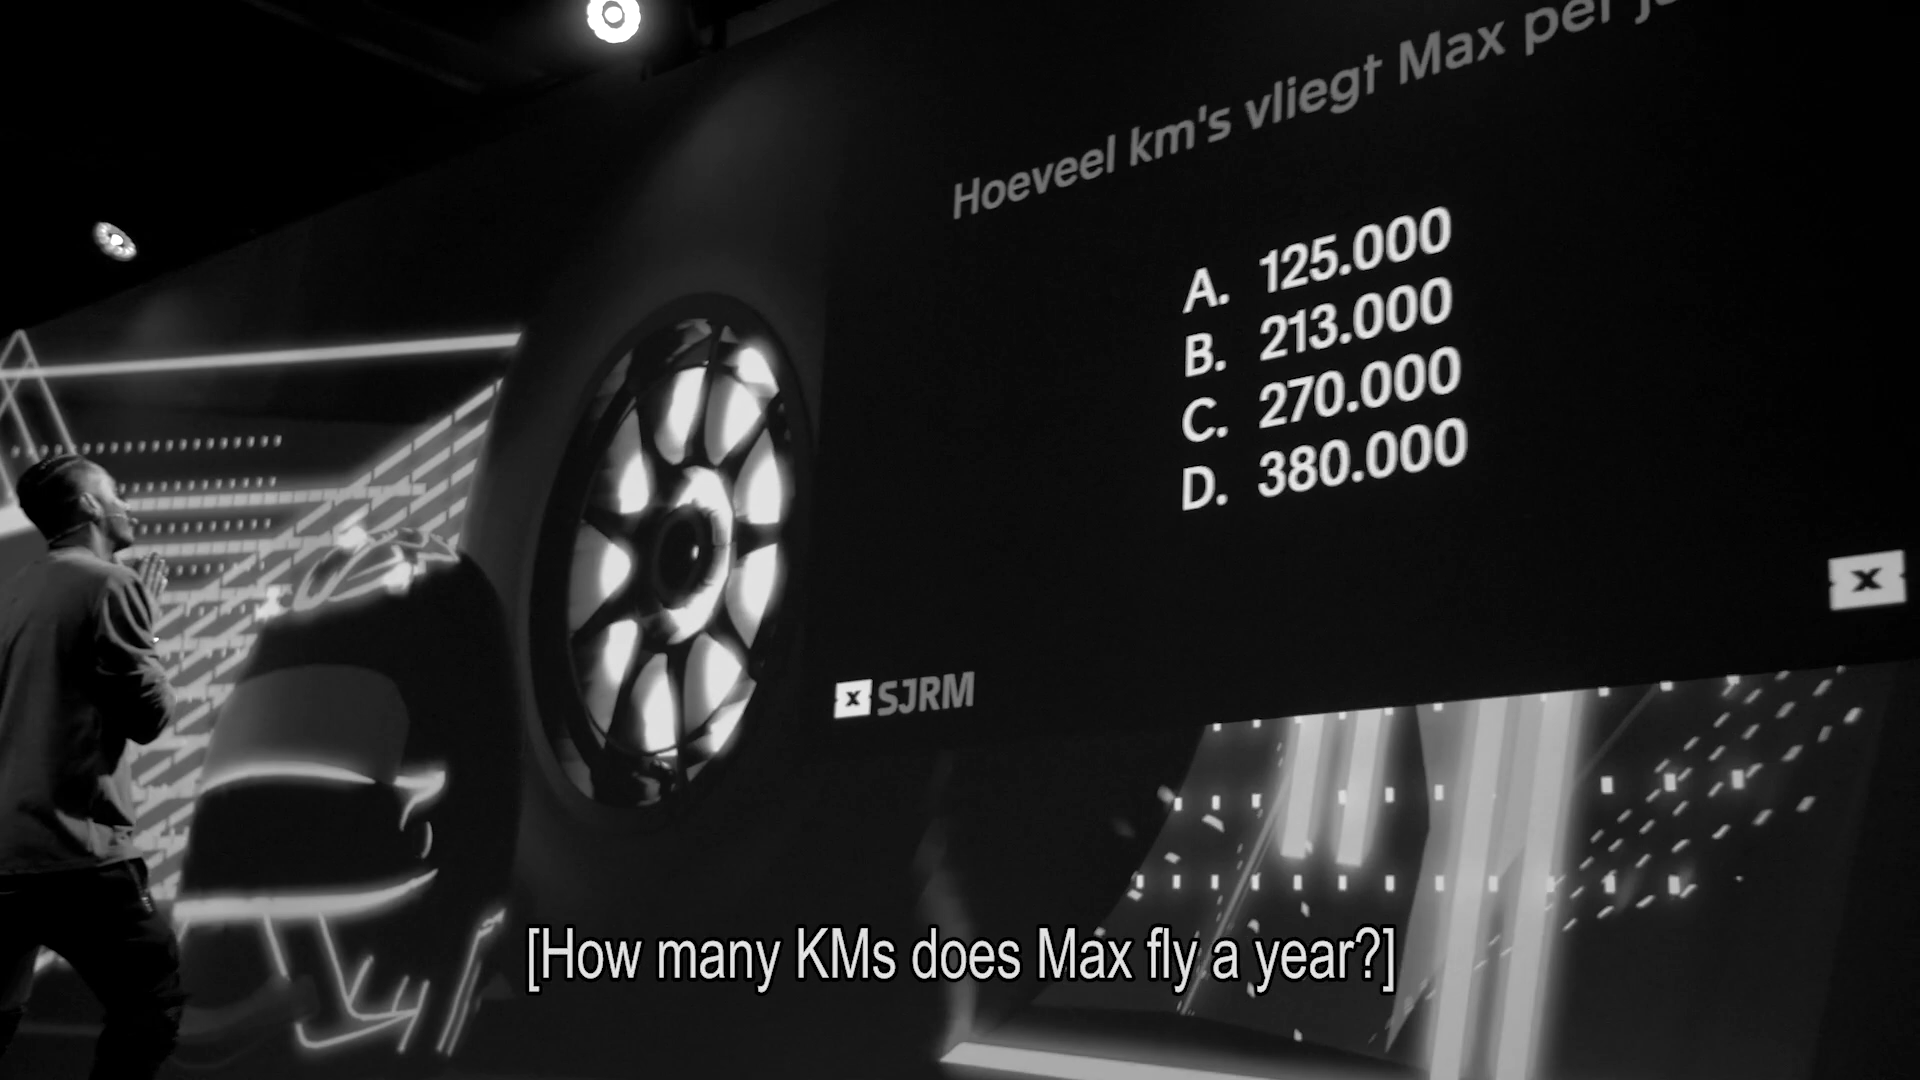 Hoeveel km's vliegt Max per
A. 125.000
B. 213.000
C. 270.000
D. 380.000
X
X SJRM
[How many KMs does Max fly a year?]